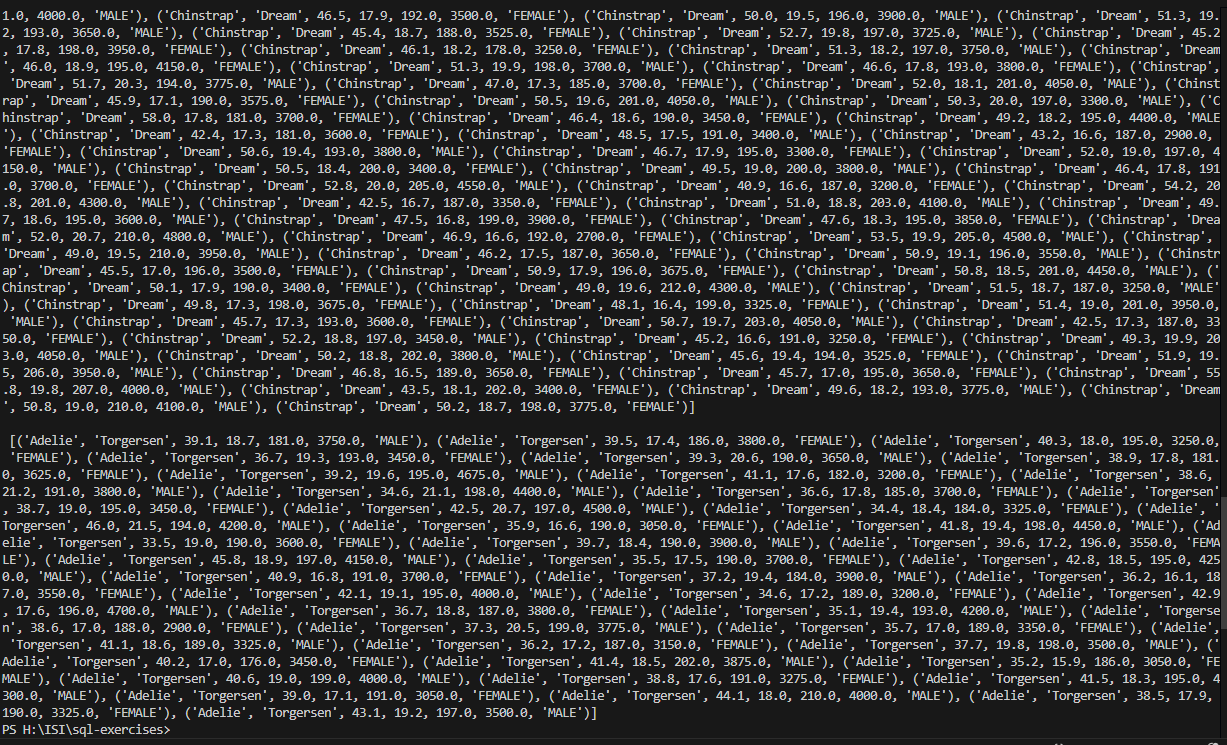 1.0, 4000.0, 'MALE'), ('Chinstrap', 'Dream', 46.5, 17.9, 192.0, 3500.0, 'FEMALE'), ('Chinstrap', 'Dream', 50.0, 19.5, 196.0, 3900.0, 'MALE'), ('Chinstrap', 'Dream', 51.3, 19.
2, 193.0, 3650.0, 'MALE'), ('Chinstrap', 'Dream', 45.4, 18.7, 188.0, 3525.0, 'FEMALE'), ('Chinstrap', 'Dream', 52.7, 19.8, 197.0, 3725.0, 'MALE'), ('Chinstrap', 'Dream', 45.2
, 17.8, 198.0, 3950.0, 'FEMALE'), ('Chinstrap', 'Dream', 46.1, 18.2, 178.0, 3250.0, 'FEMALE'), ('Chinstrap', 'Dream', 51.3, 18.2, 197.0, 3750.0, 'MALE'), ('Chinstrap', 'Dream
', 46.0, 18.9, 195.0, 4150.0, 'FEMALE'), ('Chinstrap', 'Dream', 51.3, 19.9, 198.0, 3700.0, 'MALE'), ('Chinstrap', 'Dream', 46.6, 17.8, 193.0, 3800.0, 'FEMALE'), ('Chinstrap',
'Dream', 51.7, 20.3, 194.0, 3775.0, 'MALE'), ('Chinstrap', 'Dream', 47.0, 17.3, 185.0, 3700.0, 'FEMALE'), ('Chinstrap', 'Dream', 52.0, 18.1, 201.0, 4050.0, 'MALE'), ('Chinst
rap', 'Dream', 45.9, 17.1, 190.0, 3575.0, 'FEMALE'), ('Chinstrap', 'Dream', 50.5, 19.6, 201.0, 4050.0, 'MALE'), ('Chinstrap', 'Dream', 50.3, 20.0, 197.0, 3300.0, 'MALE'), ('C
hinstrap', 'Dream', 58.0, 17.8, 181.0, 3700.0, 'FEMALE'), ('Chinstrap', 'Dream', 46.4, 18.6, 190.0, 3450.0, 'FEMALE'), ('Chinstrap', 'Dream', 49.2, 18.2, 195.0, 4400.0, 'MALE
'), ('Chinstrap', 'Dream', 42.4, 17.3, 181.0, 3600.0, 'FEMALE'), ('Chinstrap', 'Dream', 48.5, 17.5, 191.0, 3400.0, 'MALE'), ('Chinstrap', 'Dream', 43.2, 16.6, 187.0, 2900.0,
'FEMALE'), ('Chinstrap', 'Dream', 50.6, 19.4, 193.0, 3800.0, 'MALE'), ('Chinstrap', 'Dream', 46.7, 17.9, 195.0, 3300.0, 'FEMALE'), ('Chinstrap', 'Dream', 52.0, 19.0, 197.0, 4
150.0, 'MALE'), ('Chinstrap', 'Dream', 50.5, 18.4, 200.0, 3400.0, 'FEMALE'), ('Chinstrap', 'Dream', 49.5, 19.0, 200.0, 3800.0, 'MALE'), ('Chinstrap', 'Dream', 46.4, 17.8, 191
.0, 3700.0, 'FEMALE'), ('Chinstrap', 'Dream', 52.8, 20.0, 205.0, 4550.0, 'MALE'), ('Chinstrap', 'Dream', 40.9, 16.6, 187.0, 3200.0, 'FEMALE'), ('Chinstrap', 'Dream', 54.2, 20
.8, 201.0, 4300.0, 'MALE'), ('Chinstrap', 'Dream', 42.5, 16.7, 187.0, 3350.0, 'FEMALE'), ('Chinstrap', 'Dream', 51.0, 18.8, 203.0, 4100.0, 'MALE'), ('Chinstrap', 'Dream', 49.
7, 18.6, 195.0, 3600.0, 'MALE'), ('Chinstrap', 'Dream', 47.5, 16.8, 199.0, 3900.0, 'FEMALE'), ('Chinstrap', 'Dream', 47.6, 18.3, 195.0, 3850.0, 'FEMALE'), ('Chinstrap', 'Drea
m', 52.0, 20.7, 210.0, 4800.0, 'MALE'), ('Chinstrap', 'Dream', 46.9, 16.6, 192.0, 2700.0, 'FEMALE'), ('Chinstrap', 'Dream', 53.5, 19.9, 205.0, 4500.0, 'MALE'), ('Chinstrap',
'Dream', 49.0, 19.5, 210.0, 3950.0, 'MALE'), ('Chinstrap', 'Dream', 46.2, 17.5, 187.0, 3650.0, 'FEMALE'), ('Chinstrap', 'Dream', 50.9, 19.1, 196.0, 3550.0, 'MALE'), ('Chinstr
ap', 'Dream', 45.5, 17.0, 196.0, 3500.0, 'FEMALE'), ('Chinstrap', 'Dream', 50.9, 17.9, 196.0, 3675.0, 'FEMALE'), ('Chinstrap', 'Dream', 50.8, 18.5, 201.0, 4450.0, 'MALE'), ('
Chinstrap', 'Dream', 50.1, 17.9, 190.0, 3400.0, 'FEMALE'), ('Chinstrap', 'Dream', 49.0, 19.6, 212.0, 4300.0, 'MALE'), ('Chinstrap', 'Dream', 51.5, 18.7, 187.0, 3250.0, 'MALE'
), ('Chinstrap', 'Dream', 49.8, 17.3, 198.0, 3675.0, 'FEMALE'), ('Chinstrap', 'Dream', 48.1, 16.4, 199.0, 3325.0, 'FEMALE'), ('Chinstrap', 'Dream', 51.4, 19.0, 201.0, 3950.0,
'MALE'), ('Chinstrap', 'Dream', 45.7, 17.3, 193.0, 3600.0, 'FEMALE'), ('Chinstrap', 'Dream', 50.7, 19.7, 203.0, 4050.0, 'MALE'), ('Chinstrap', 'Dream', 42.5, 17.3, 187.0, 33
50.0, 'FEMALE'), ('Chinstrap', 'Dream', 52.2, 18.8, 197.0, 3450.0, 'MALE'), ('Chinstrap', 'Dream', 45.2, 16.6, 191.0, 3250.0, 'FEMALE'), ('Chinstrap', 'Dream', 49.3, 19.9, 20
3.0, 4050.0, 'MALE'), ('Chinstrap', 'Dream', 50.2, 18.8, 202.0, 3800.0, 'MALE'), ('Chinstrap', 'Dream', 45.6, 19.4, 194.0, 3525.0, 'FEMALE'), ('Chinstrap', 'Dream', 51.9, 19.
5, 206.0, 3950.0, 'MALE'), ('Chinstrap', 'Dream', 46.8, 16.5, 189.0, 3650.0, 'FEMALE'), ('Chinstrap', 'Dream', 45.7, 17.0, 195.0, 3650.0, 'FEMALE'), ('Chinstrap', 'Dream', 55
.8, 19.8, 207.0, 4000.0, 'MALE'), ('Chinstrap', 'Dream', 43.5, 18.1, 202.0, 3400.0, 'FEMALE'), ('Chinstrap', 'Dream', 49.6, 18.2, 193.0, 3775.0, 'MALE'), ('Chinstrap', 'Dream
', 50.8, 19.0, 210.0, 4100.0, 'MALE'), ('Chinstrap', 'Dream', 50.2, 18.7, 198.0, 3775.0, 'FEMALE')]
[('Adelie', 'Torgersen', 39.1, 18.7, 181.0, 3750.0, 'MALE'), ('Adelie', 'Torgersen', 39.5, 17.4, 186.0, 3800.0, 'FEMALE'), ('Adelie', 'Torgersen', 40.3, 18.0, 195.0, 3250.0,
'FEMALE'), ('Adelie', 'Torgersen', 36.7, 19.3, 193.0, 3450.0, 'FEMALE'), ('Adelie', 'Torgersen', 39.3, 20.6, 190.0, 3650.0, 'MALE'), ('Adelie', 'Torgersen', 38.9, 17.8, 181.
0, 3625.0, 'FEMALE'), ('Adelie', 'Torgersen', 39.2, 19.6, 195.0, 4675.0, 'MALE'), ('Adelie', 'Torgersen', 41.1, 17.6, 182.0, 3200.0, 'FEMALE'), ('Adelie', 'Torgersen', 38.6,
21.2, 191.0, 3800.0, 'MALE'), ('Adelie', 'Torgersen', 34.6, 21.1, 198.0, 4400.0, 'MALE'), ('Adelie', 'Torgersen', 36.6, 17.8, 185.0, 3700.0, 'FEMALE'), ('Adelie', 'Torgersen'
, 38.7, 19.0, 195.0, 3450.0, 'FEMALE'), ('Adelie', 'Torgersen', 42.5, 20.7, 197.0, 4500.0, 'MALE'), ('Adelie', 'Torgersen', 34.4, 18.4, 184.0, 3325.0, 'FEMALE'), ('Adelie', '
Torgersen', 46.0, 21.5, 194.0, 4200.0, 'MALE'), ('Adelie', 'Torgersen', 35.9, 16.6, 190.0, 3050.0, 'FEMALE'), ('Adelie', 'Torgersen', 41.8, 19.4, 198.0, 4450.0, 'MALE'), ('Ad
elie', 'Torgersen', 33.5, 19.0, 190.0, 3600.0, 'FEMALE'), ('Adelie', 'Torgersen', 39.7, 18.4, 190.0, 3900.0, 'MALE'), ('Adelie', 'Torgersen', 39.6, 17.2, 196.0, 3550.0, 'FEMA
LE'), ('Adelie', 'Torgersen', 45.8, 18.9, 197.0, 4150.0, 'MALE'), ('Adelie', 'Torgersen', 35.5, 17.5, 190.0, 3700.0, 'FEMALE'), ('Adelie', 'Torgersen', 42.8, 18.5, 195.0, 425
0.0, 'MALE'), ('Adelie', 'Torgersen', 40.9, 16.8, 191.0, 3700.0, 'FEMALE'), ('Adelie', 'Torgersen', 37.2, 19.4, 184.0, 3900.0, 'MALE'), ('Adelie', 'Torgersen', 36.2, 16.1, 18
7.0, 3550.0, 'FEMALE'), ('Adelie', 'Torgersen', 42.1, 19.1, 195.0, 4000.0, 'MALE'), ('Adelie', 'Torgersen', 34.6, 17.2, 189.0, 3200.0, 'FEMALE'), ('Adelie', 'Torgersen', 42.9
, 17.6, 196.0, 4700.0, 'MALE'), ('Adelie', 'Torgersen', 36.7, 18.8, 187.0, 3800.0, 'FEMALE'), ('Adelie', 'Torgersen', 35.1, 19.4, 193.0, 4200.0, 'MALE'), ('Adelie', 'Torgerse
n', 38.6, 17.0, 188.0, 2900.0, 'FEMALE'), ('Adelie', 'Torgersen', 37.3, 20.5, 199.0, 3775.0, 'MALE'), ('Adelie', 'Torgersen', 35.7, 17.0, 189.0, 3350.0, 'FEMALE'), ('Adelie',
'Torgersen', 41.1, 18.6, 189.0, 3325.0, 'MALE'), ('Adelie', 'Torgersen', 36.2, 17.2, 187.0, 3150.0, 'FEMALE'), ('Adelie', 'Torgersen', 37.7, 19.8, 198.0, 3500.0, 'MALE'), ('
Adelie', 'Torgersen', 40.2, 17.0, 176.0, 3450.0, 'FEMALE'), ('Adelie', 'Torgersen', 41.4, 18.5, 202.0, 3875.0, 'MALE'), ('Adelie', 'Torgersen', 35.2, 15.9, 186.0, 3050.0, 'FE
MALE'), ('Adelie', 'Torgersen', 40.6, 19.0, 199.0, 4000.0, 'MALE'), ('Adelie', 'Torgersen', 38.8, 17.6, 191.0, 3275.0, 'FEMALE'), ('Adelie', 'Torgersen', 41.5, 18.3, 195.0, 4
300.0, 'MALE'), ('Adelie', 'Torgersen', 39.0, 17.1, 191.0, 3050.0, 'FEMALE'), ('Adelie', 'Torgersen', 44.1, 18.0, 210.0, 4000.0, 'MALE'), ('Adelie', 'Torgersen', 38.5, 17.9,
190.0, 3325.0, 'FEMALE'), ('Adelie', 'Torgersen', 43.1, 19.2, 197.0, 3500.0, 'MALE')]
PS H:\ISI\sql-exercises>